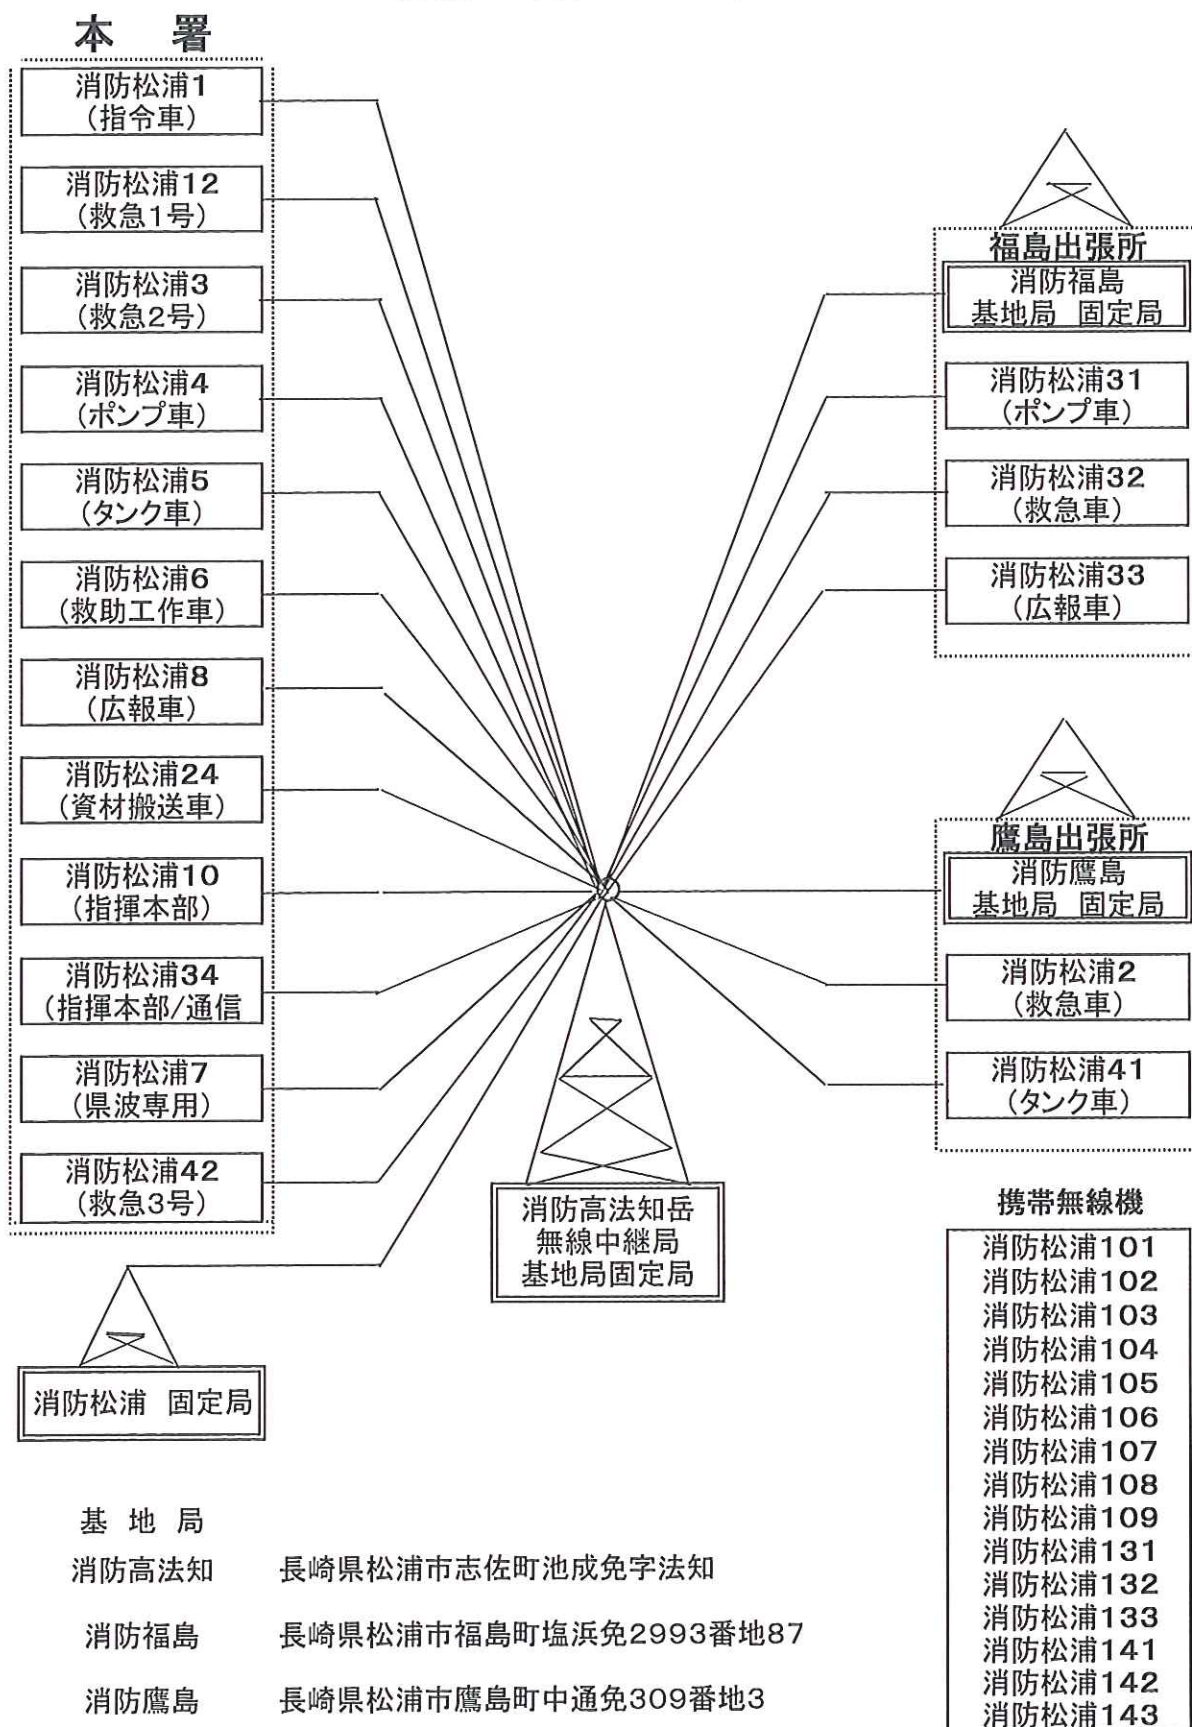 本 署
消防松浦1
(指令車)
消防松浦12
(救急1号)
消防松浦3
(救急2号)
消防松浦4
(ポンプ車)
消防松浦5
(タンク車)
消防松浦6
(救助工作車)
消防松浦8
(広報車)
消防松浦24
(資材搬送車)
消防松浦10
(指揮本部)
消防松浦34
(指揮本部/通信
消防松浦7
(県波専用)
消防松浦42
(救急3号)
消防松浦 固定局
消防高法知岳
無線中継局
基地局固定局
福島出張所
消防福島
基地局 固定局
消防松浦31
(ポンプ車)
消防松浦32
(救急車)
消防松浦33
(広報車)
鷹島出張所
消防鷹島
基地局 固定局
消防松浦2
(救急車)
消防松浦41
(タンク車)
携帯無線機
消防松浦101
消防松浦102
消防松浦103
消防松浦104
消防松浦105
消防松浦106
消防松浦107
消防松浦108
消防松浦109
消防松浦131
消防松浦132
消防松浦133
消防松浦141
消防松浦142
消防松浦143
基 地 局
消防高法知 長崎県松浦市志佐町池成免字法知
消防福島 長崎県松浦市福島町塩浜免2993番地87
消防鷹島 長崎県松浦市鷹島町中通免309番地3